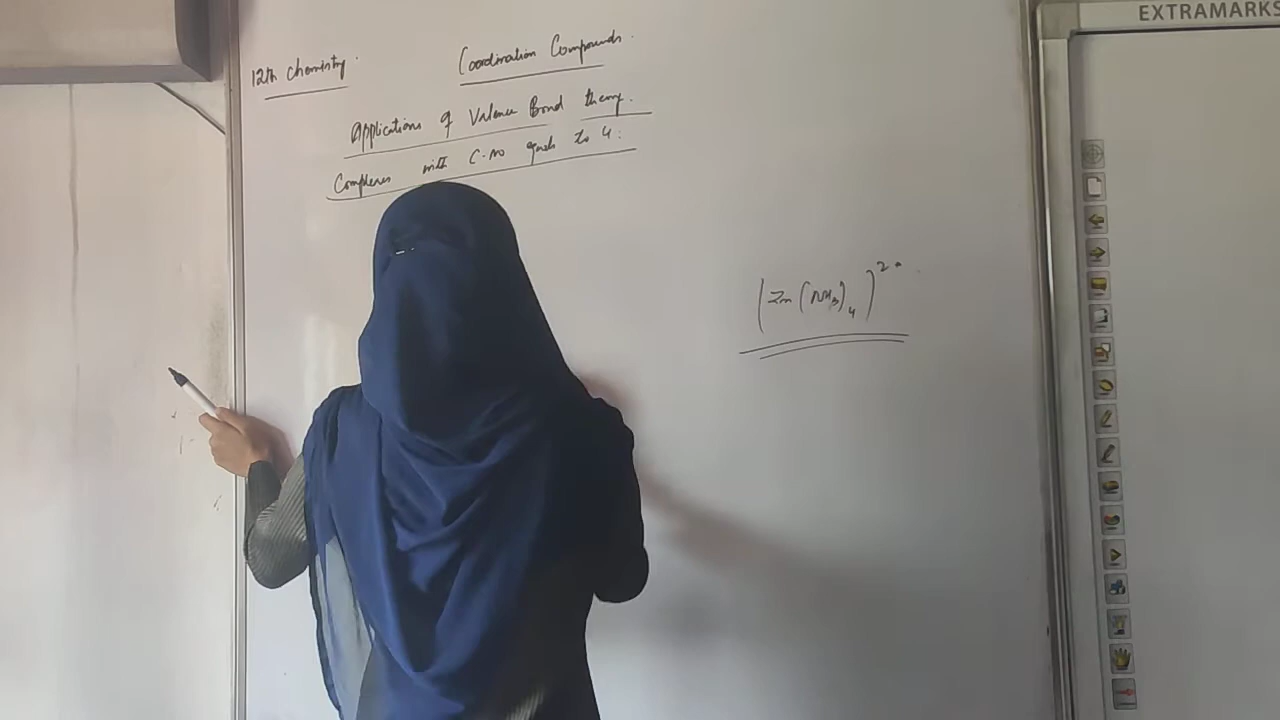 EXTRAMARKS
12th Chemistry.
Coordination Compounds.
Applications of Valence Bond theory.
Complexes with C.No equals to 4:
[Zn(NH3)4]2+